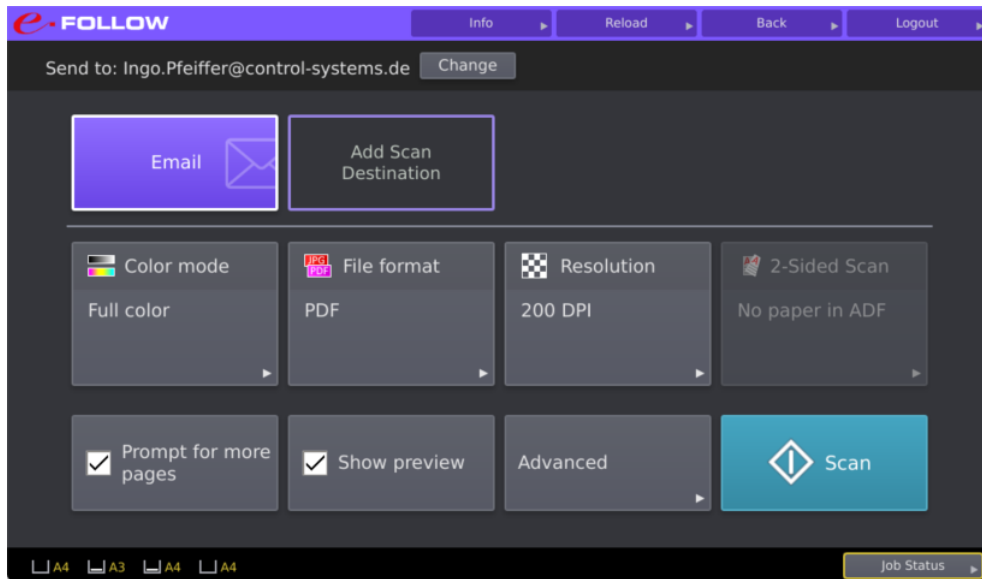 e-FOLLOW
Info
Reload
Back
Logout
Send to: Ingo.Pfeiffer@control-systems.de
Change
Email
Add Scan
Destination
Color mode
Full color
JPG
PDF
File format
PDF
Resolution
200 DPI
2-Sided Scan
No paper in ADF
Prompt for more
pages
Show preview
Advanced
Scan
A4
A3
A4
A4
Job Status